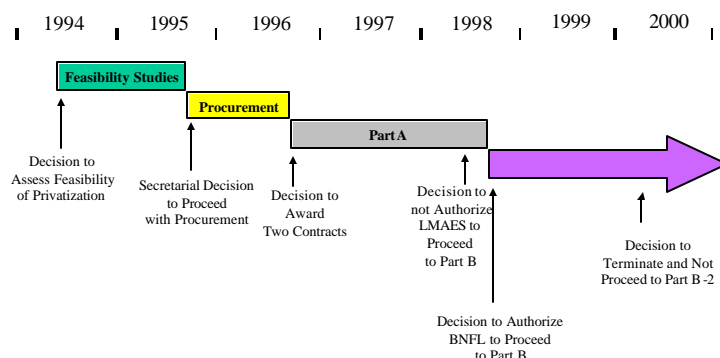 1994 1995 1996 1997 1998 1999 2000
Feasibility Studies
Procurement
Part A
Decision to
Assess Feasibility
of Privatization
Secretarial Decision
to Proceed
with Procurement
Decision to
Award
Two Contracts
Decision to
not Authorize
LMAES to
Proceed
to Part B
Decision to Authorize
BNFL to Proceed
to Part B
Decision to
Terminate and Not
Proceed to Part B-2